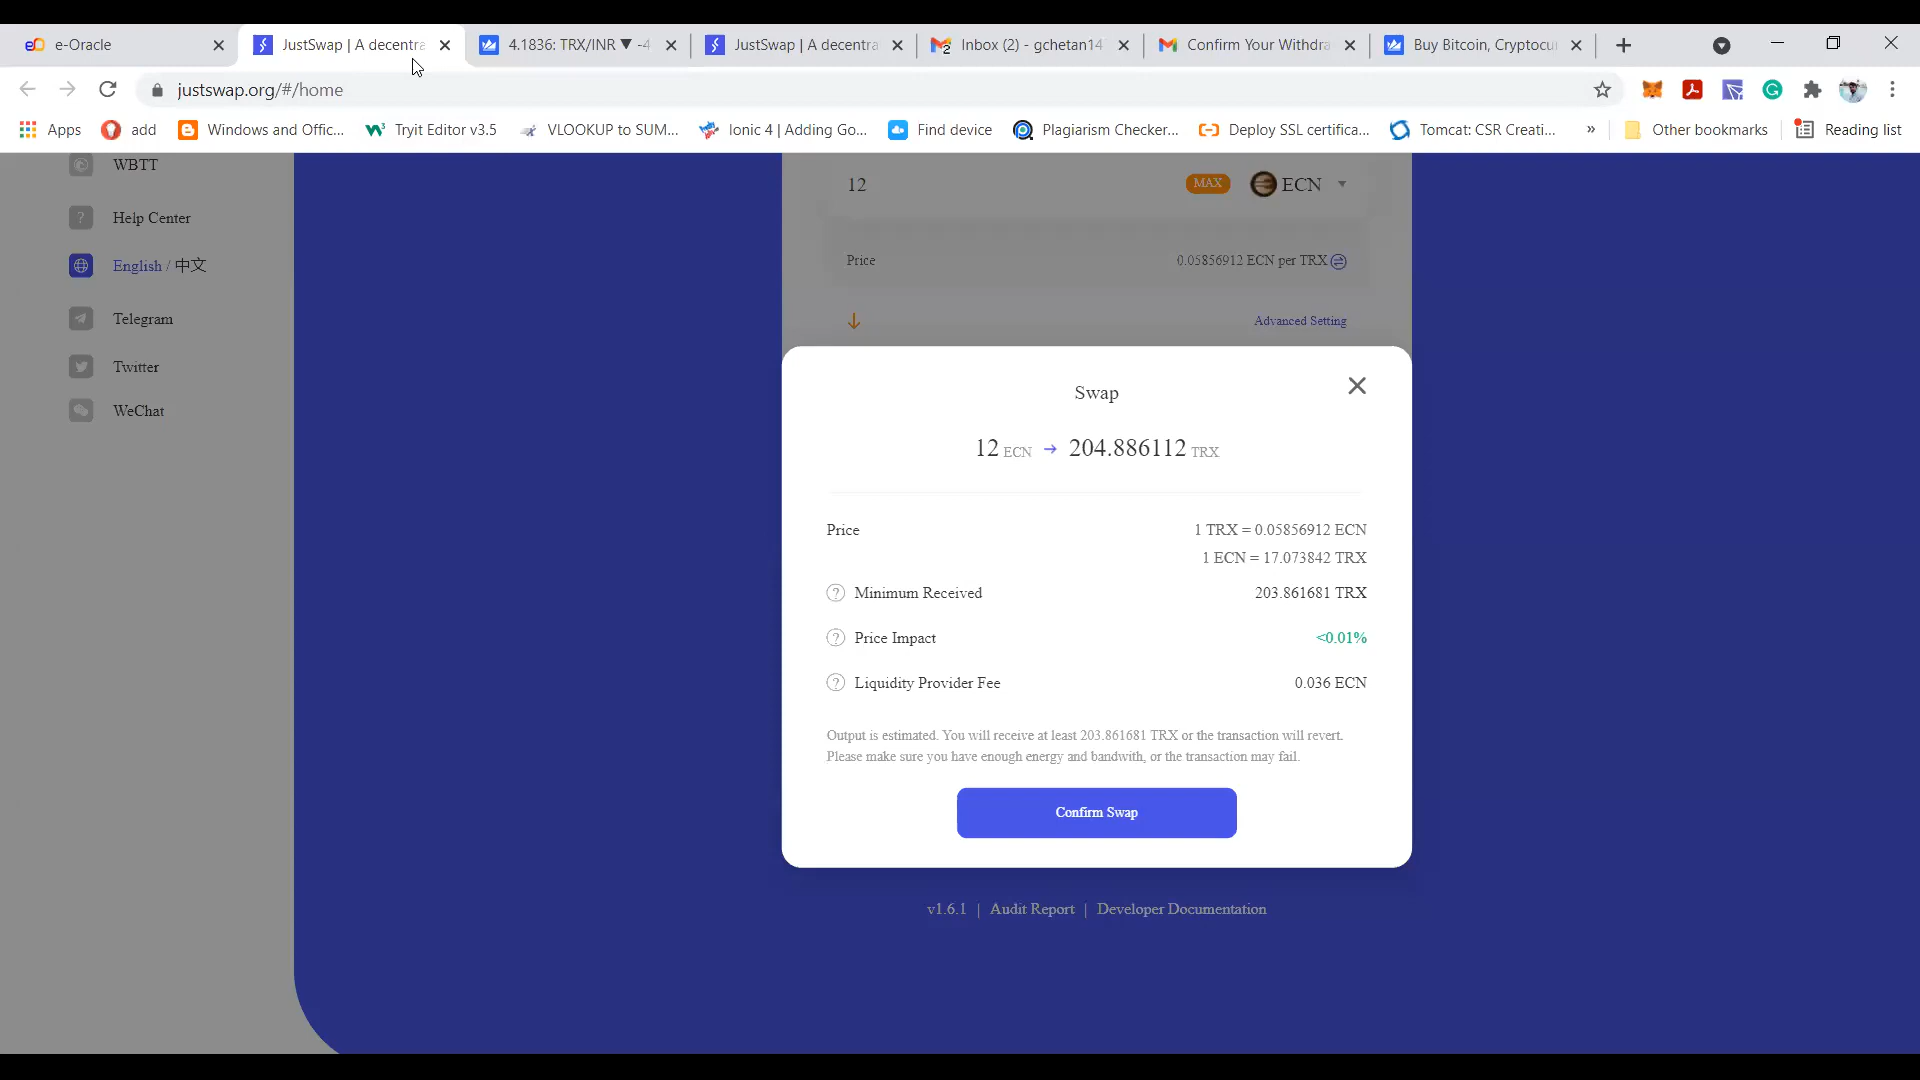 e-Oracle
JustSwap | A decentra
4.1836: TRX/INR ▼ -4
JustSwap | A decentra
Inbox (2) - gchetan14
Confirm Your Withdra
Buy Bitcoin, Cryptocu
justswap.org/#/home
Apps
add
Windows and Offic...
Tryit Editor v3.5
VLOOKUP to SUM...
Ionic 4 | Adding Go...
Find device
Plagiarism Checker...
Deploy SSL certifica...
Tomcat: CSR Creati...
»
Other bookmarks
Reading list
WBTT
Help Center
English / 中文
Telegram
Twitter
WeChat
12
MAX
ECN
Price
0.05856912 ECN per TRX
Advanced Setting
Swap
12 ECN → 204.886112 TRX
Price
1 TRX = 0.05856912 ECN
1 ECN = 17.073842 TRX
Minimum Received
203.861681 TRX
Price Impact
<0.01%
Liquidity Provider Fee
0.036 ECN
Output is estimated. You will receive at least 203.861681 TRX or the transaction will revert.
Please make sure you have enough energy and bandwith, or the transaction may fail.
Confirm Swap
v1.6.1 | Audit Report | Developer Documentation